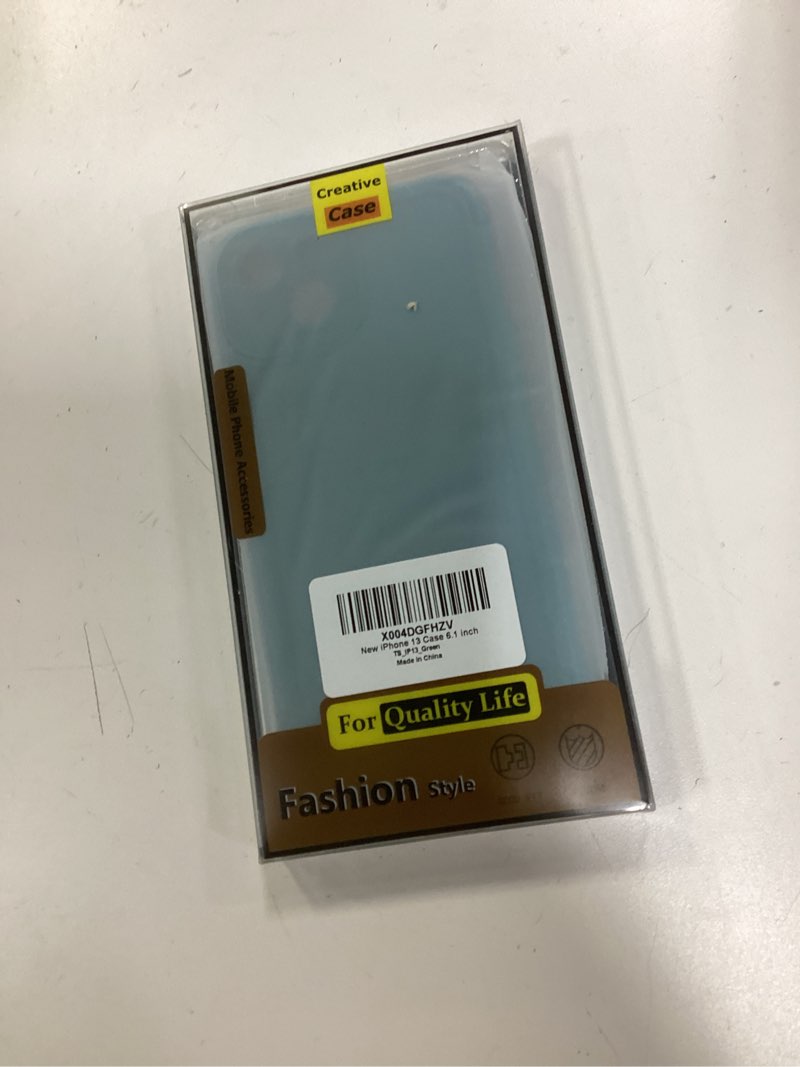 Creative
Case
Mobile Phone Accessories
X004DGFHZV
New iPhone 13 Case 6.1 inch
TS_IP13_Green
Made in China
For Quality Life
Fashion Style